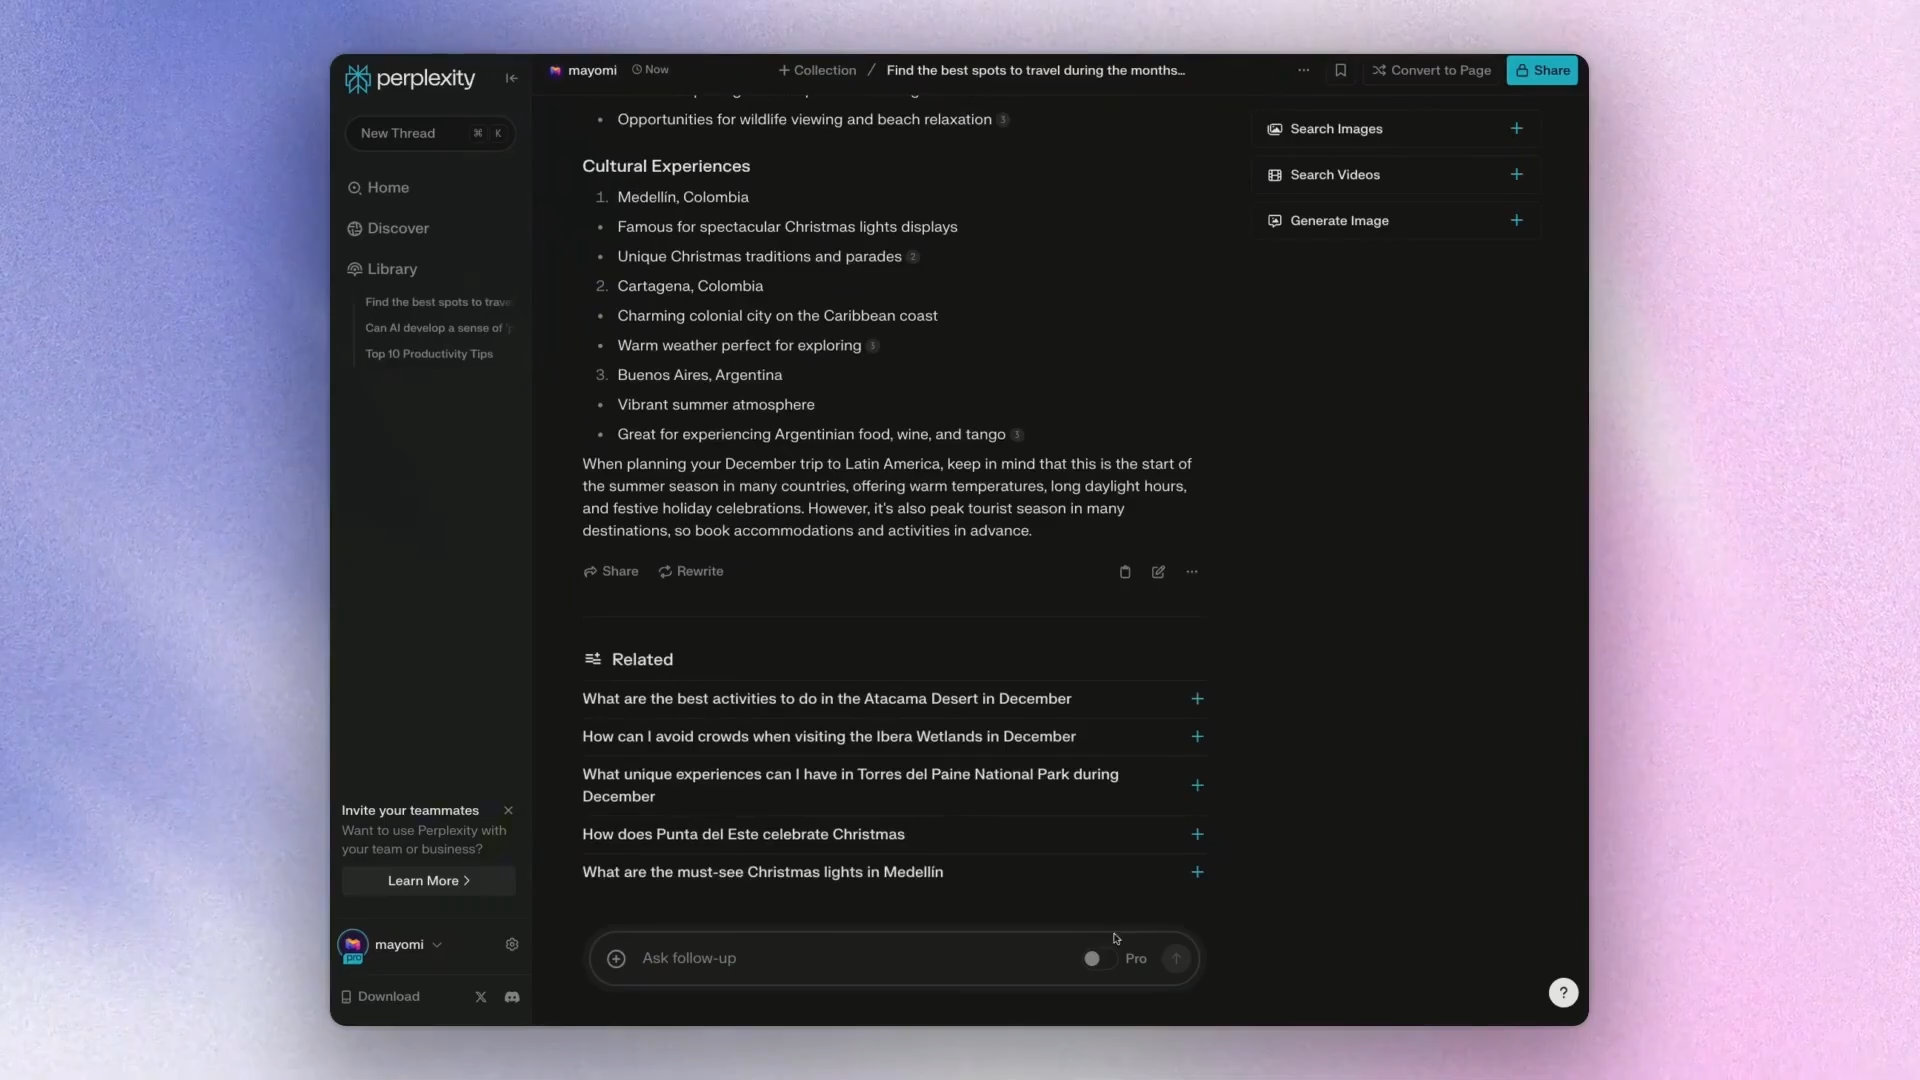 perplexity
New Thread ⌘ K
Home
Discover
Library
Find the best spots to trave
Can AI develop a sense of
Top 10 Productivity Tips
Invite your teammates
Want to use Perplexity with
your team or business?
Learn More
mayomi
pro
Download
mayomi Now
+ Collection / Find the best spots to travel during the months...
Convert to Page
Share
• Opportunities for wildlife viewing and beach relaxation 3
Cultural Experiences
1. Medellín, Colombia
• Famous for spectacular Christmas lights displays
• Unique Christmas traditions and parades 2
2. Cartagena, Colombia
• Charming colonial city on the Caribbean coast
• Warm weather perfect for exploring 3
3. Buenos Aires, Argentina
• Vibrant summer atmosphere
• Great for experiencing Argentinian food, wine, and tango 3
When planning your December trip to Latin America, keep in mind that this is the start of
the summer season in many countries, offering warm temperatures, long daylight hours,
and festive holiday celebrations. However, it's also peak tourist season in many
destinations, so book accommodations and activities in advance.
Share Rewrite
Related
What are the best activities to do in the Atacama Desert in December
How can I avoid crowds when visiting the Ibera Wetlands in December
What unique experiences can I have in Torres del Paine National Park during
December
How does Punta del Este celebrate Christmas
What are the must-see Christmas lights in Medellín
Ask follow-up
Pro
Search Images
Search Videos
Generate Image
?